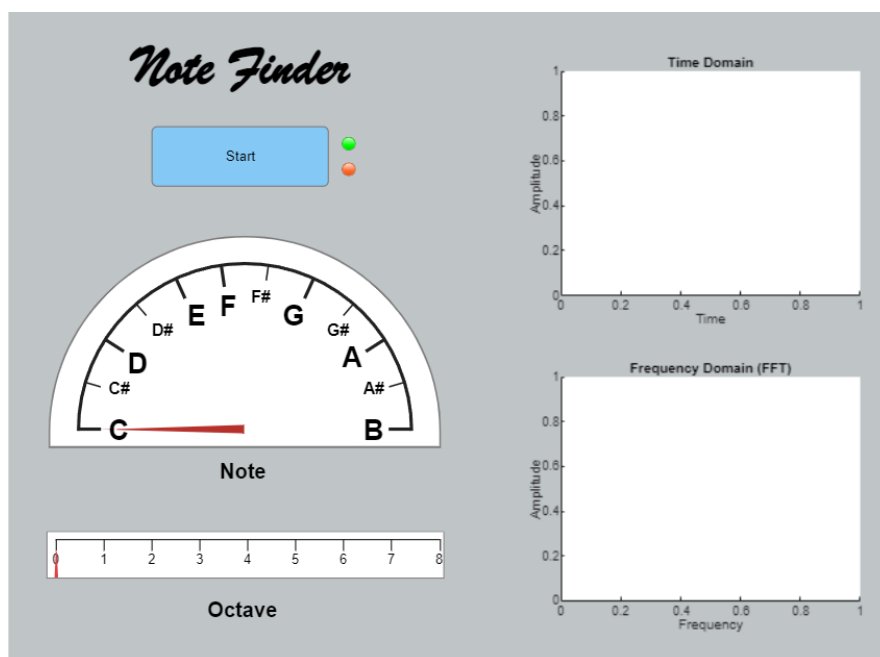 Note Finder
Start
C
C#
D
D#
E
F
F#
G
G#
A
A#
B
Note
0 1 2 3 4 5 6 7 8
Octave
Time Domain
1
0.8
0.6
0.4
0.2
0
Amplitude
0 0.2 0.4 0.6 0.8 1
Time
Frequency Domain (FFT)
1
0.8
0.6
0.4
0.2
0
Amplitude
0 0.2 0.4 0.6 0.8 1
Frequency